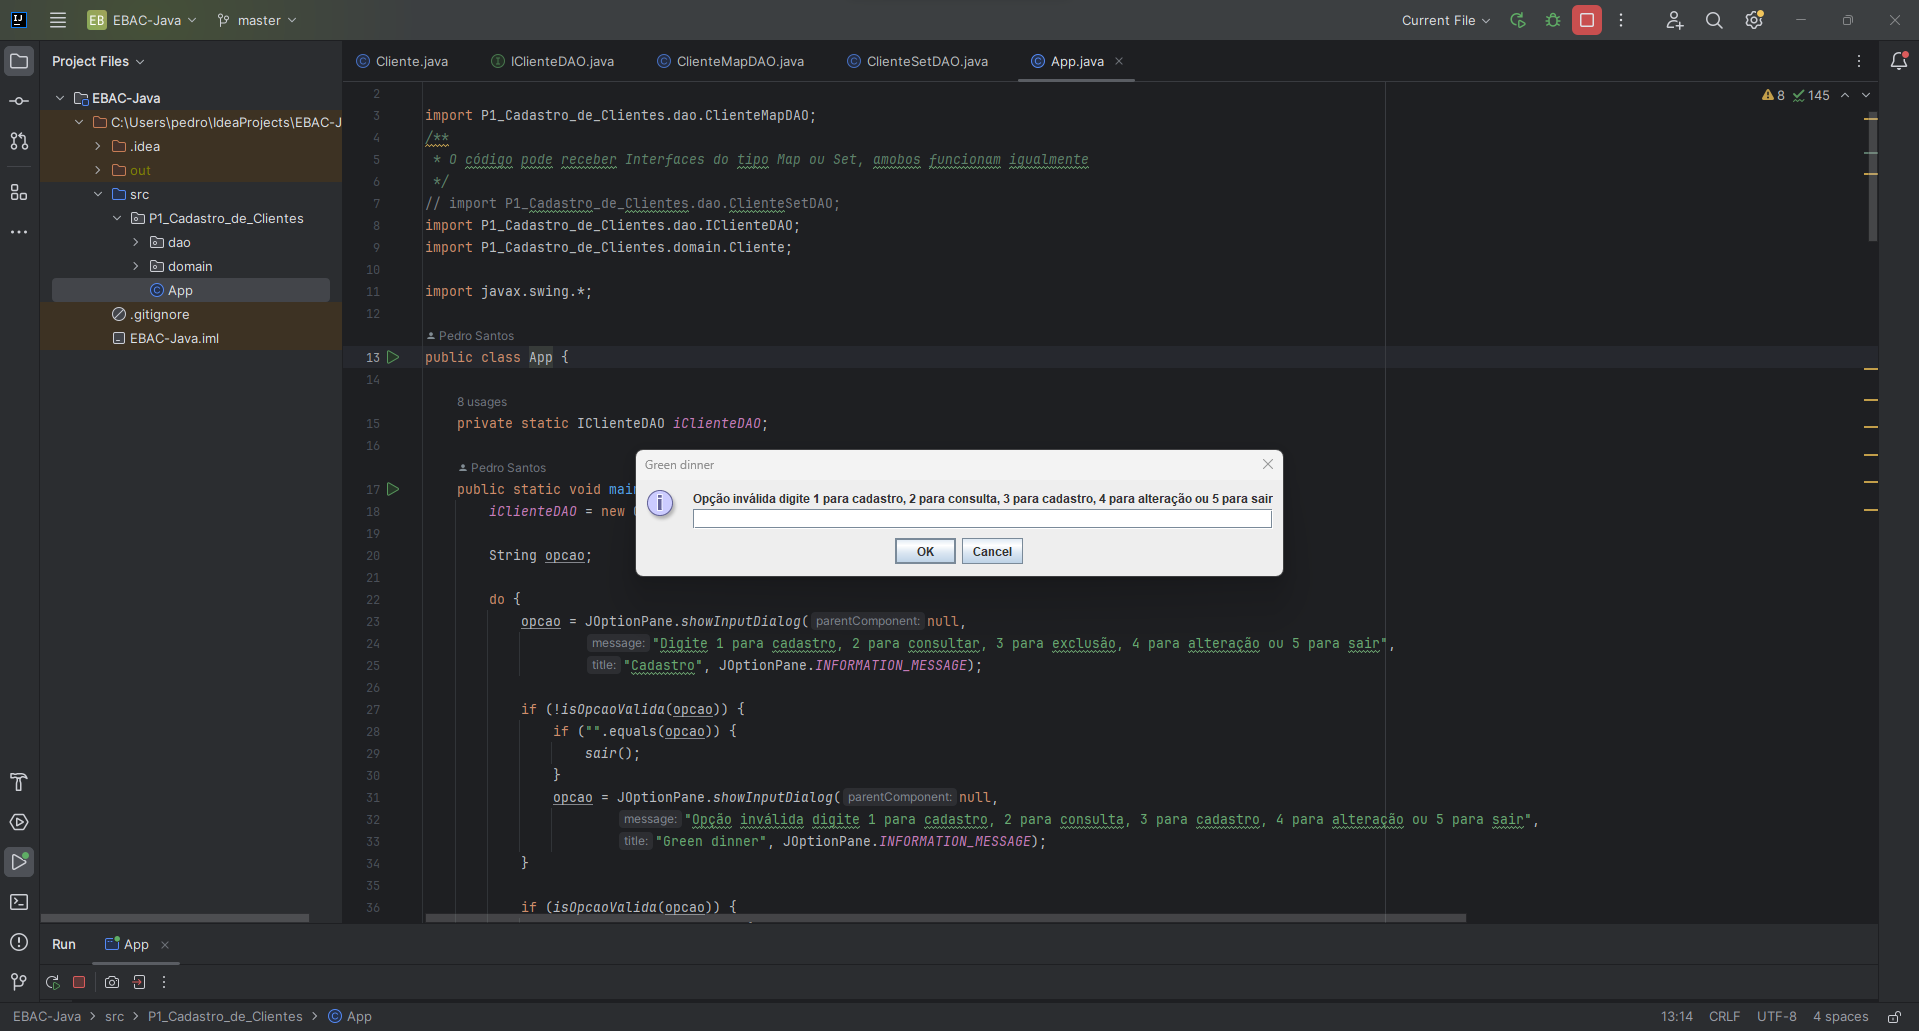 EB EBAC-Java master Current File
Project Files
EBAC-Java
C:\Users\pedro\IdeaProjects\EBAC-J
.idea
out
src
P1_Cadastro_de_Clientes
dao
domain
App
.gitignore
EBAC-Java.iml
Cliente.java IClienteDAO.java ClienteMapDAO.java ClienteSetDAO.java App.java
8 145
2
3 import P1_Cadastro_de_Clientes.dao.ClienteMapDAO;
4 /**
5 * O código pode receber Interfaces do tipo Map ou Set, amobos funcionam igualmente
6 */
7 // import P1_Cadastro_de_Clientes.dao.ClienteSetDAO;
8 import P1_Cadastro_de_Clientes.dao.IClienteDAO;
9 import P1_Cadastro_de_Clientes.domain.Cliente;
10
11 import javax.swing.*;
12
Pedro Santos
13 public class App {
14
8 usages
15 private static IClienteDAO iClienteDAO;
16
Pedro Santos
17 public static void main
18 iClienteDAO = new
19
20 String opcao;
21
22 do {
23 opcao = JOptionPane.showInputDialog( parentComponent: null,
24 message: "Digite 1 para cadastro, 2 para consultar, 3 para exclusão, 4 para alteração ou 5 para sair",
25 title: "Cadastro", JOptionPane.INFORMATION_MESSAGE);
26
27 if (!isOpcaoValida(opcao)) {
28 if ("".equals(opcao)) {
29 sair();
30 }
31 opcao = JOptionPane.showInputDialog( parentComponent: null,
32 message: "Opção inválida digite 1 para cadastro, 2 para consulta, 3 para cadastro, 4 para alteração ou 5 para sair",
33 title: "Green dinner", JOptionPane.INFORMATION_MESSAGE);
34 }
35
36 if (isOpcaoValida(opcao)) {
Green dinner
Opção inválida digite 1 para cadastro, 2 para consulta, 3 para cadastro, 4 para alteração ou 5 para sair
OK Cancel
Run App
EBAC-Java > src > P1_Cadastro_de_Clientes > App 13:14 CRLF UTF-8 4 spaces